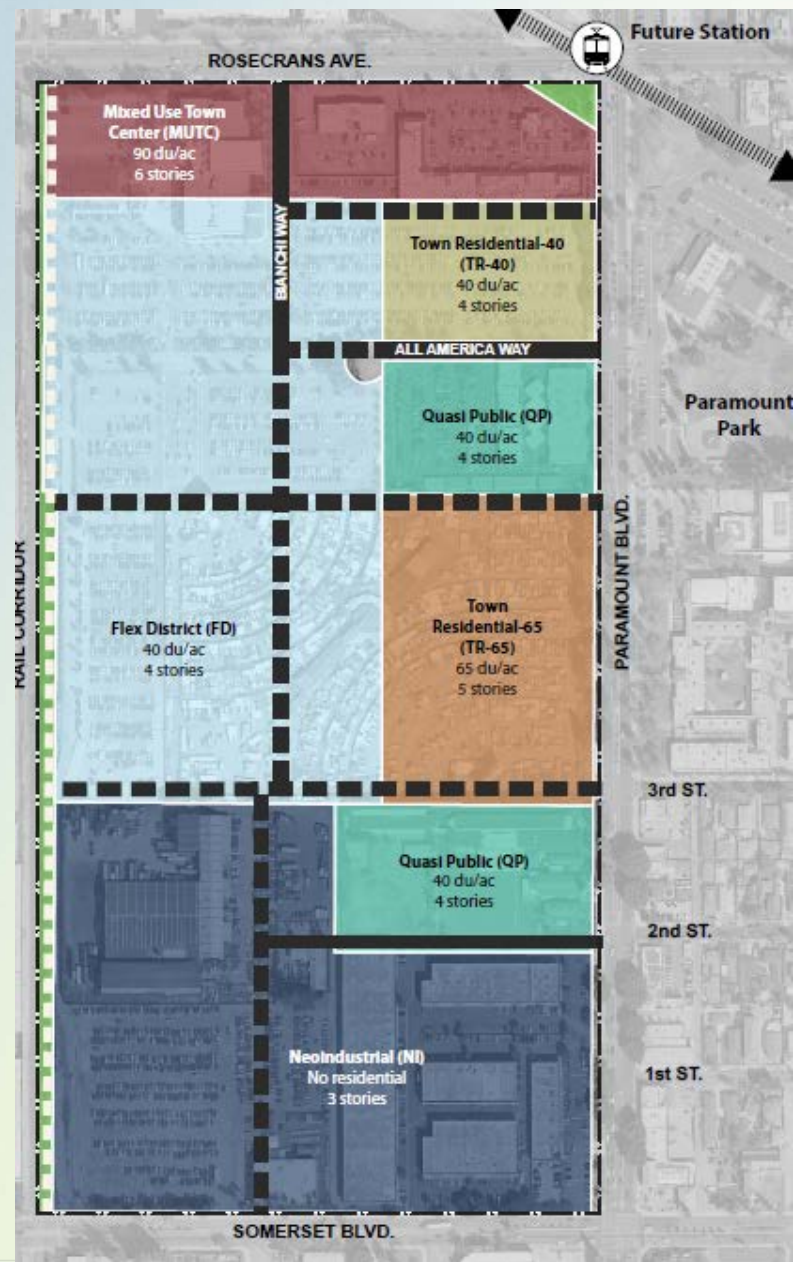 Future Station
ROSECRANS AVE.
Mixed Use Town
Center (MUTC)
90 du/ac
6 stories
BIANCHI WAY
Town Residential-40
(TR-40)
40 du/ac
4 stories
ALL AMERICA WAY
Quasi Public (QP)
40 du/ac
4 stories
Paramount
Park
RAIL CORRIDOR
PARAMOUNT BLVD.
Flex District (FD)
40 du/ac
4 stories
Town
Residential-65
(TR-65)
65 du/ac
5 stories
3rd ST.
Quasi Public (QP)
40 du/ac
4 stories
2nd ST.
Neoindustrial (NI)
No residential
3 stories
1st ST.
SOMERSET BLVD.